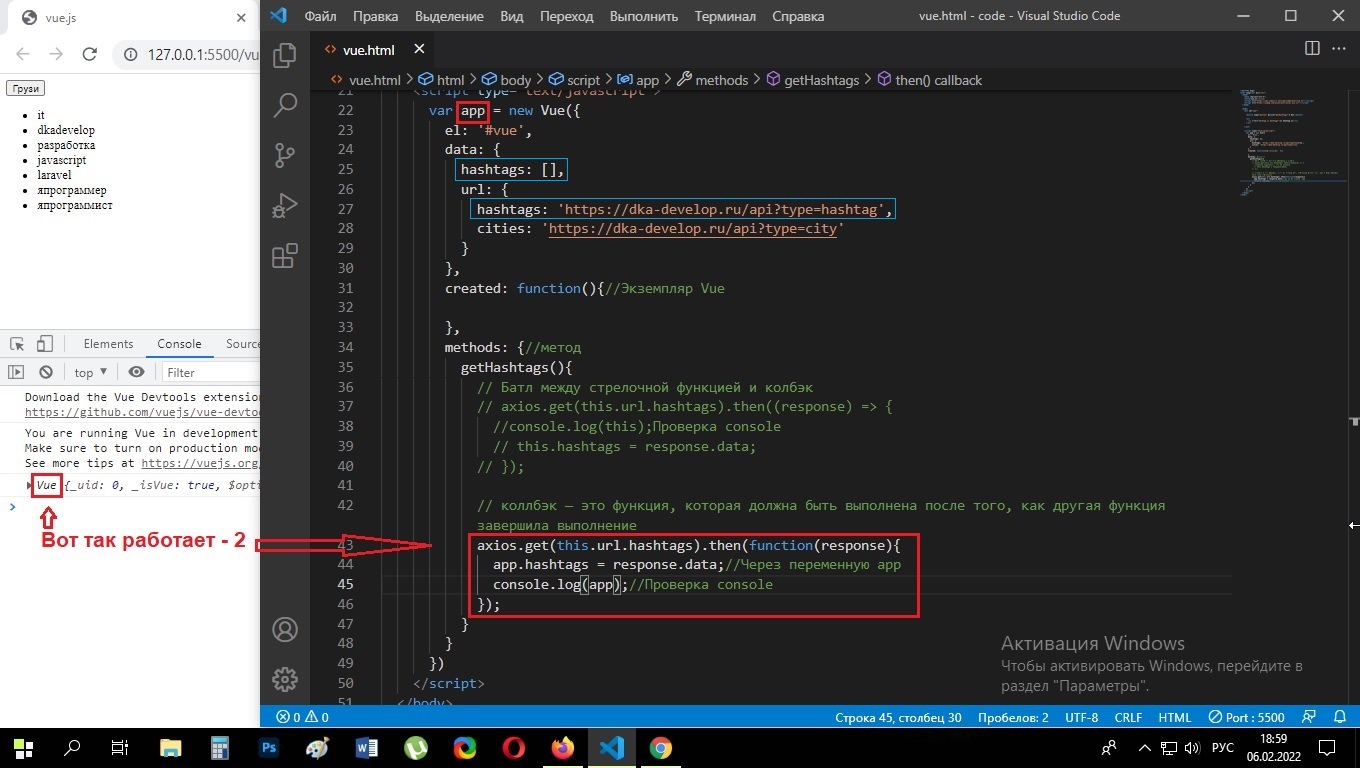 vue.js
127.0.0.1:5500/vu
Грузи
it
dkadevelop
разработка
javascript
laravel
япрограммер
япрограммист
Elements Console Sourc
top Filter
Download the Vue Devtools extension
https://github.com/vuejs/vue-devto
You are running Vue in development
Make sure to turn on production mo
See more tips at https://vuejs.org/
Vue {_uid: 0, _isVue: true, $opti
Вот так работает - 2
Файл Правка Выделение Вид Переход Выполнить Терминал Справка
vue.html - code - Visual Studio Code
vue.html
vue.html > html > body > script > app > methods > getHashtags > then() callback
21 <script type="text/javascript">
22 var app = new Vue({
23 el: '#vue',
24 data: {
25 hashtags: [],
26 url: {
27 hashtags: 'https://dka-develop.ru/api?type=hashtag',
28 cities: 'https://dka-develop.ru/api?type=city'
29 }
30 },
31 created: function(){//Экземпляр Vue
32
33 },
34 methods: {//метод
35 getHashtags(){
36 // Батл между стрелочной функцией и колбэк
37 // axios.get(this.url.hashtags).then((response) => {
38 //console.log(this);Проверка console
39 // this.hashtags = response.data;
40 // });
41
42 // коллбэк — это функция, которая должна быть выполнена после того, как другая функция
завершила выполнение
43 axios.get(this.url.hashtags).then(function(response){
44 app.hashtags = response.data;//Через переменную app
45 console.log(app);//Проверка console
46 });
47 }
48 }
49 })
50 </script>
51 </body>
Активация Windows
Чтобы активировать Windows, перейдите в
раздел "Параметры".
0 0 Строка 45, столбец 30 Пробелов: 2 UTF-8 CRLF HTML Port : 5500
Ps W РУС
18:59
06.02.2022